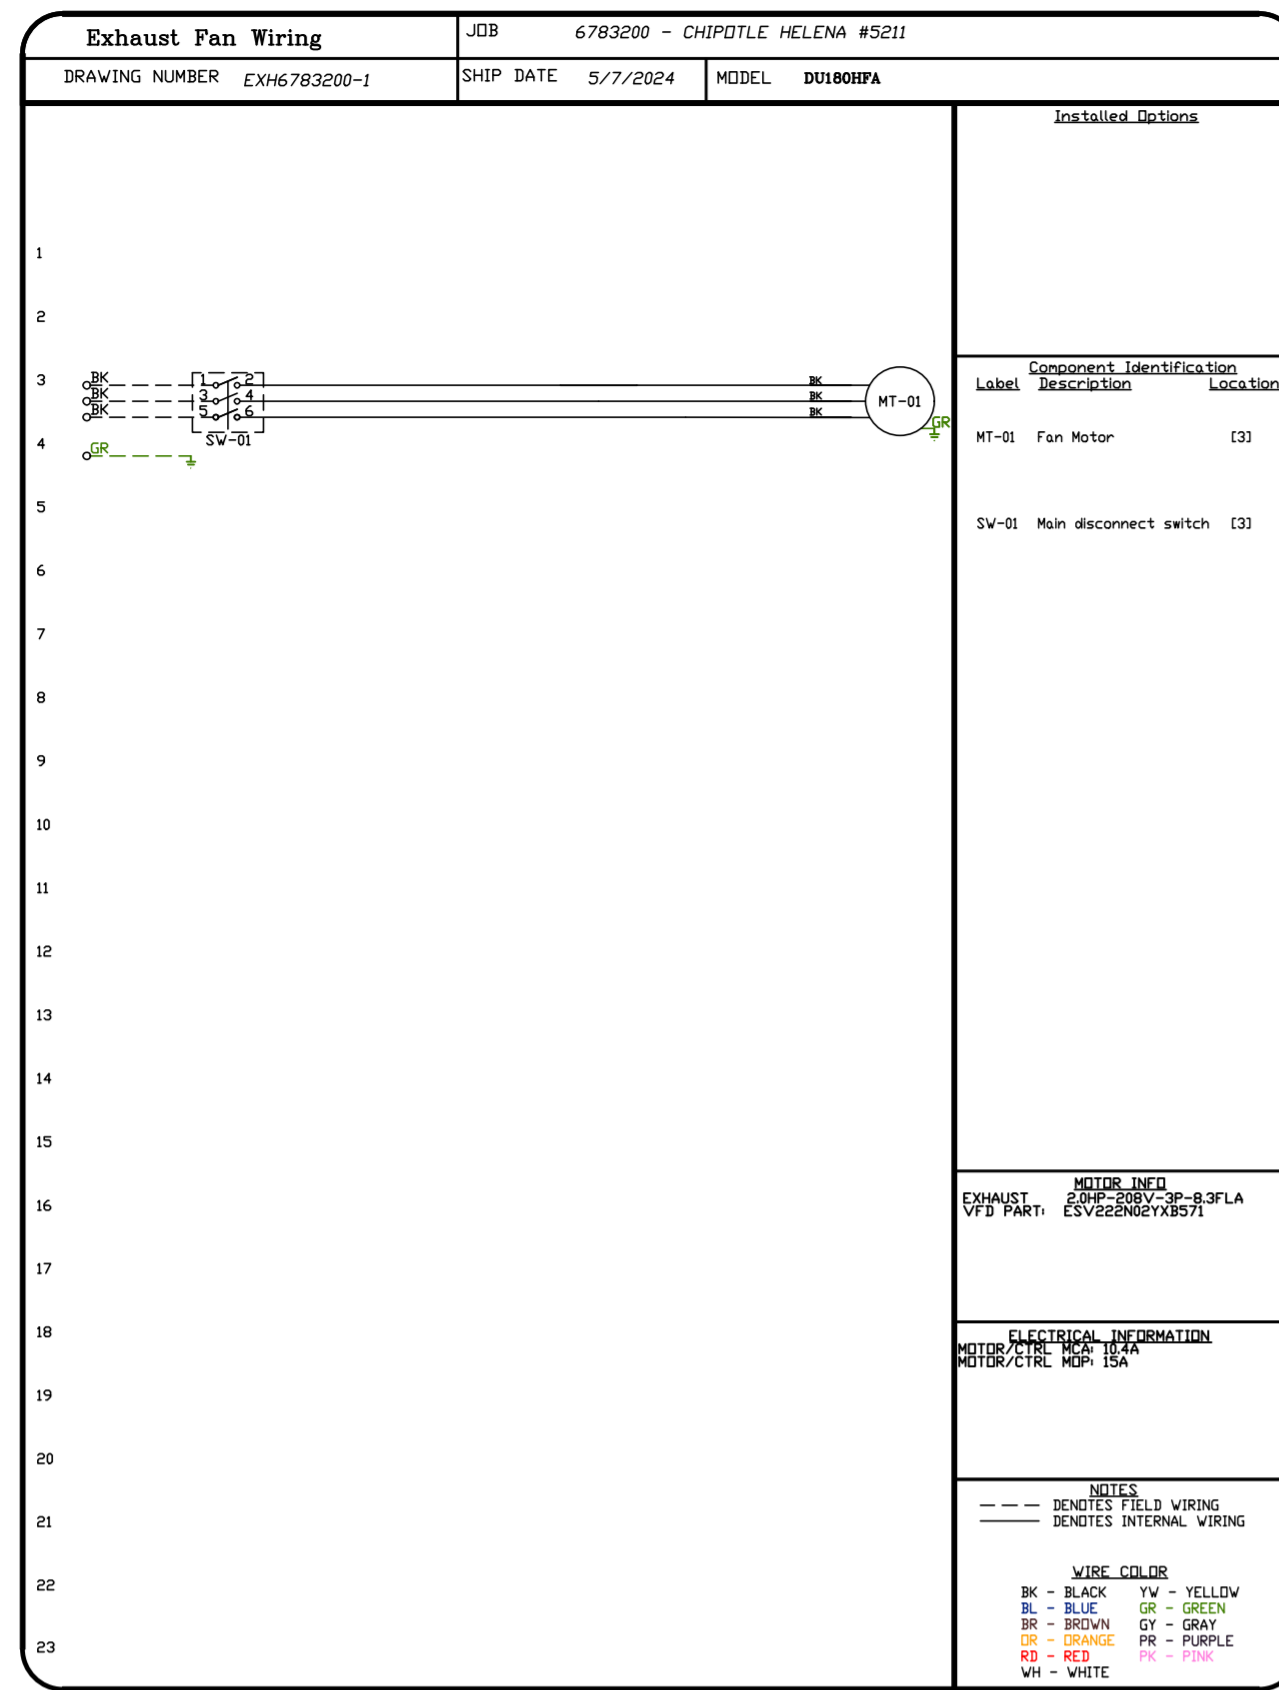 Exhaust Fan Wiring
JOB 6783200 - CHIPOTLE HELENA #5211
DRAWING NUMBER EXH6783200-1
SHIP DATE 5/7/2024
MODEL DU180HFA
Installed Options
1
2
3
BK
BK
BK
1 2
3 4
5 6
SW-01
BK
BK
BK
MT-01
GR
4
GR
5
6
7
8
9
10
11
12
13
14
15
16
17
18
19
20
21
22
23
Component Identification
Label Description Location
MT-01 Fan Motor [3]
SW-01 Main disconnect switch [3]
MOTOR INFO
EXHAUST 2.0HP-208V-3P-8.3FLA
VFD PART: ESV222N02YXB571
ELECTRICAL INFORMATION
MOTOR/CTRL MCA: 10.4A
MOTOR/CTRL MOP: 15A
NOTES
DENOTES FIELD WIRING
DENOTES INTERNAL WIRING
WIRE COLOR
BK - BLACK YW - YELLOW
BL - BLUE GR - GREEN
BR - BROWN GY - GRAY
OR - ORANGE PR - PURPLE
RD - RED PK - PINK
WH - WHITE